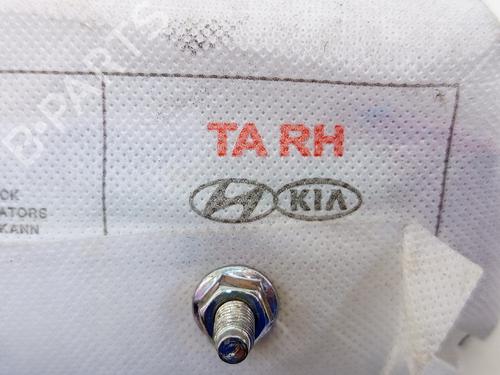 B-PARTS
TA RH
KIA
CK
ATORS
KANN